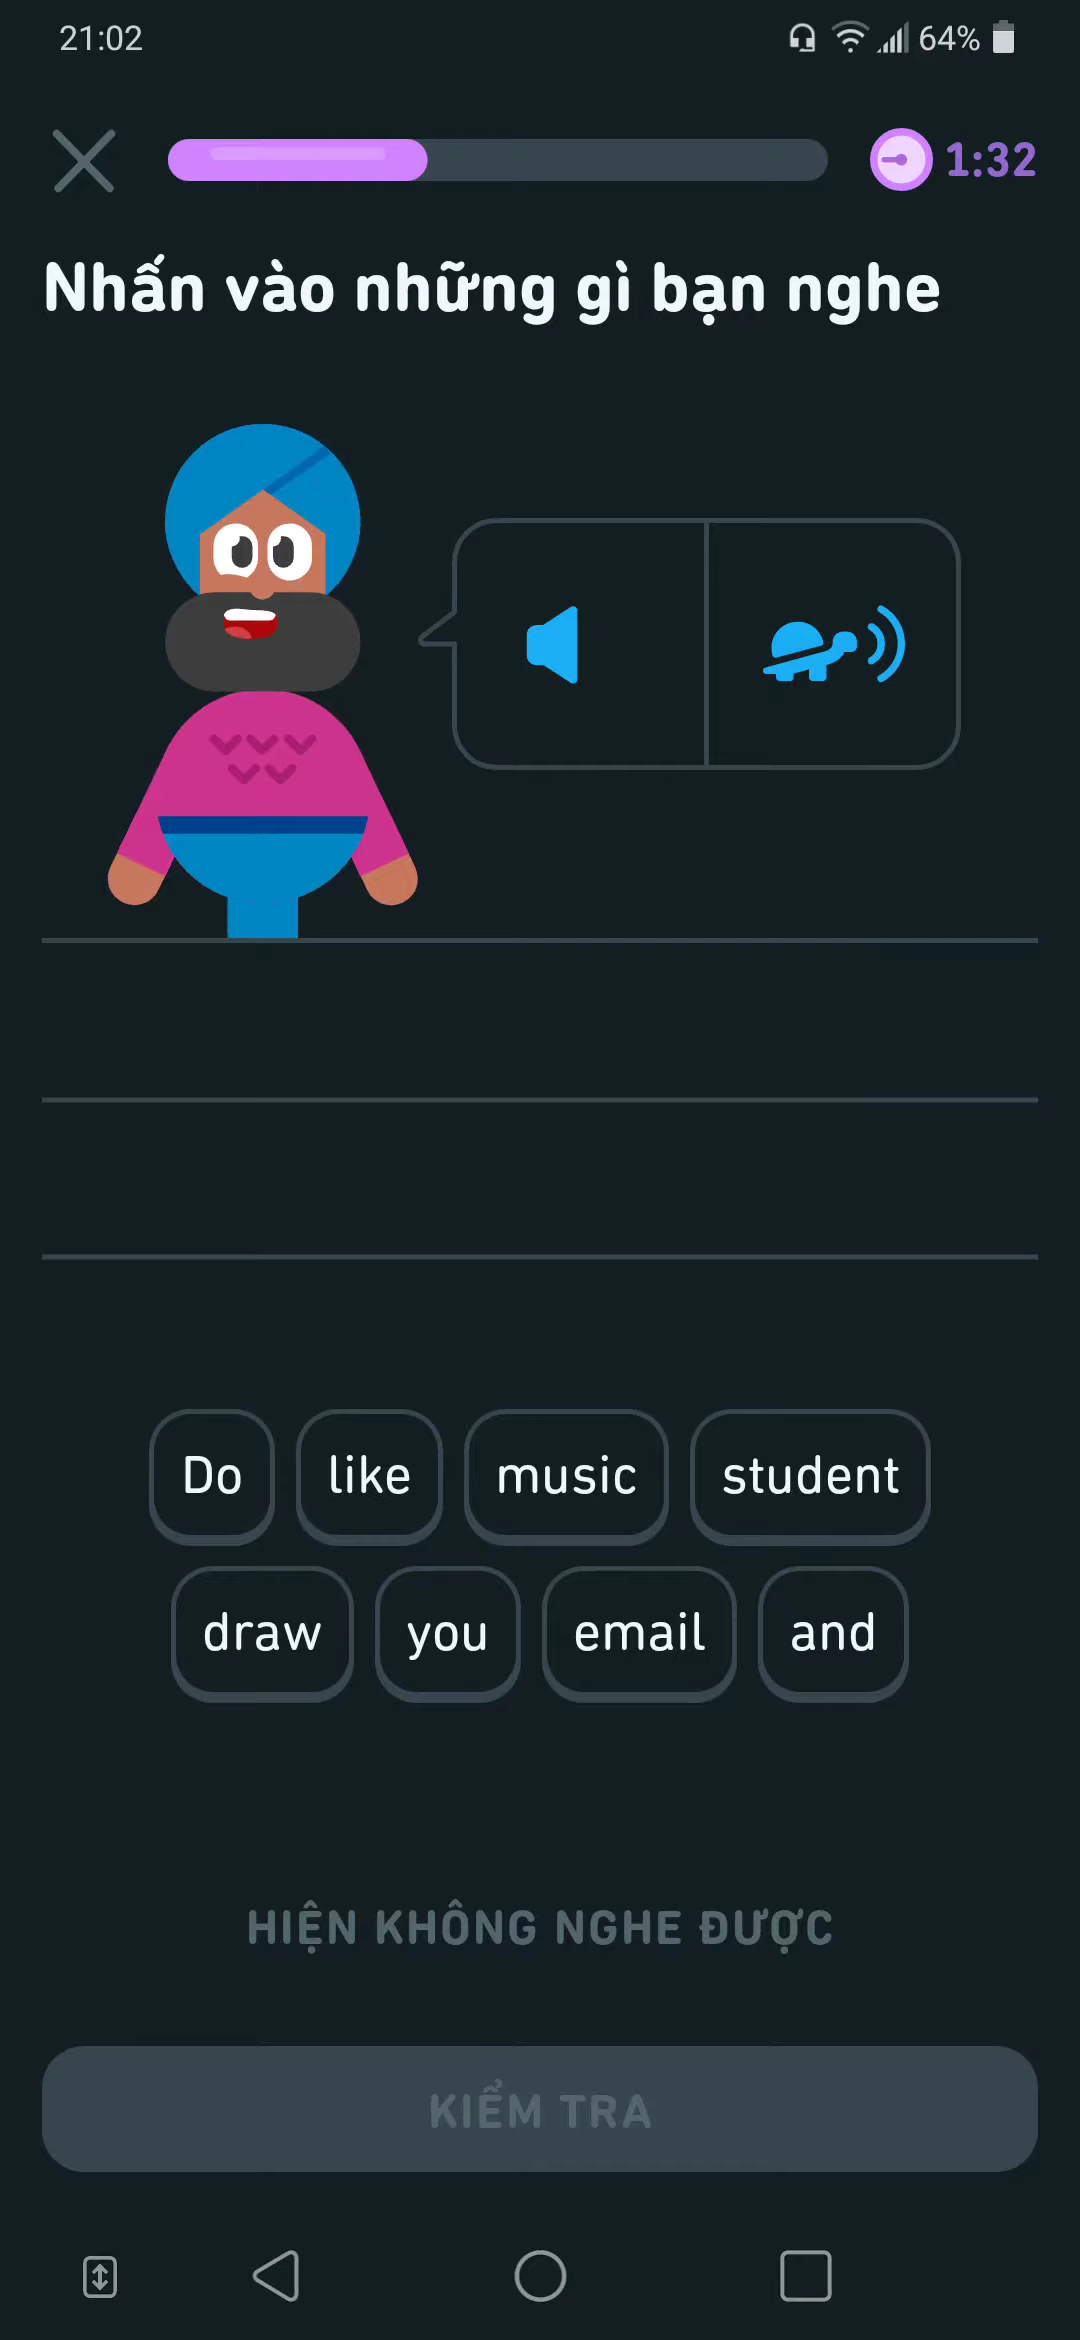 21:02 64%
1:32
Nhấn vào những gì bạn nghe
Do like music student
draw you email and
HIỆN KHÔNG NGHE ĐƯỢC
KIỂM TRA